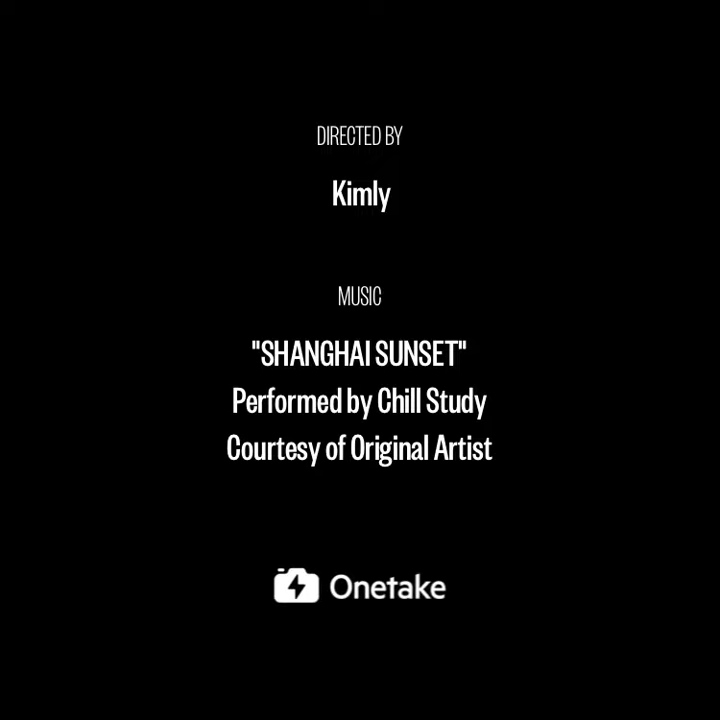 DIRECTED BY
Kimly
MUSIC
"SHANGHAI SUNSET"
Performed by Chill Study
Courtesy of Original Artist
Onetake